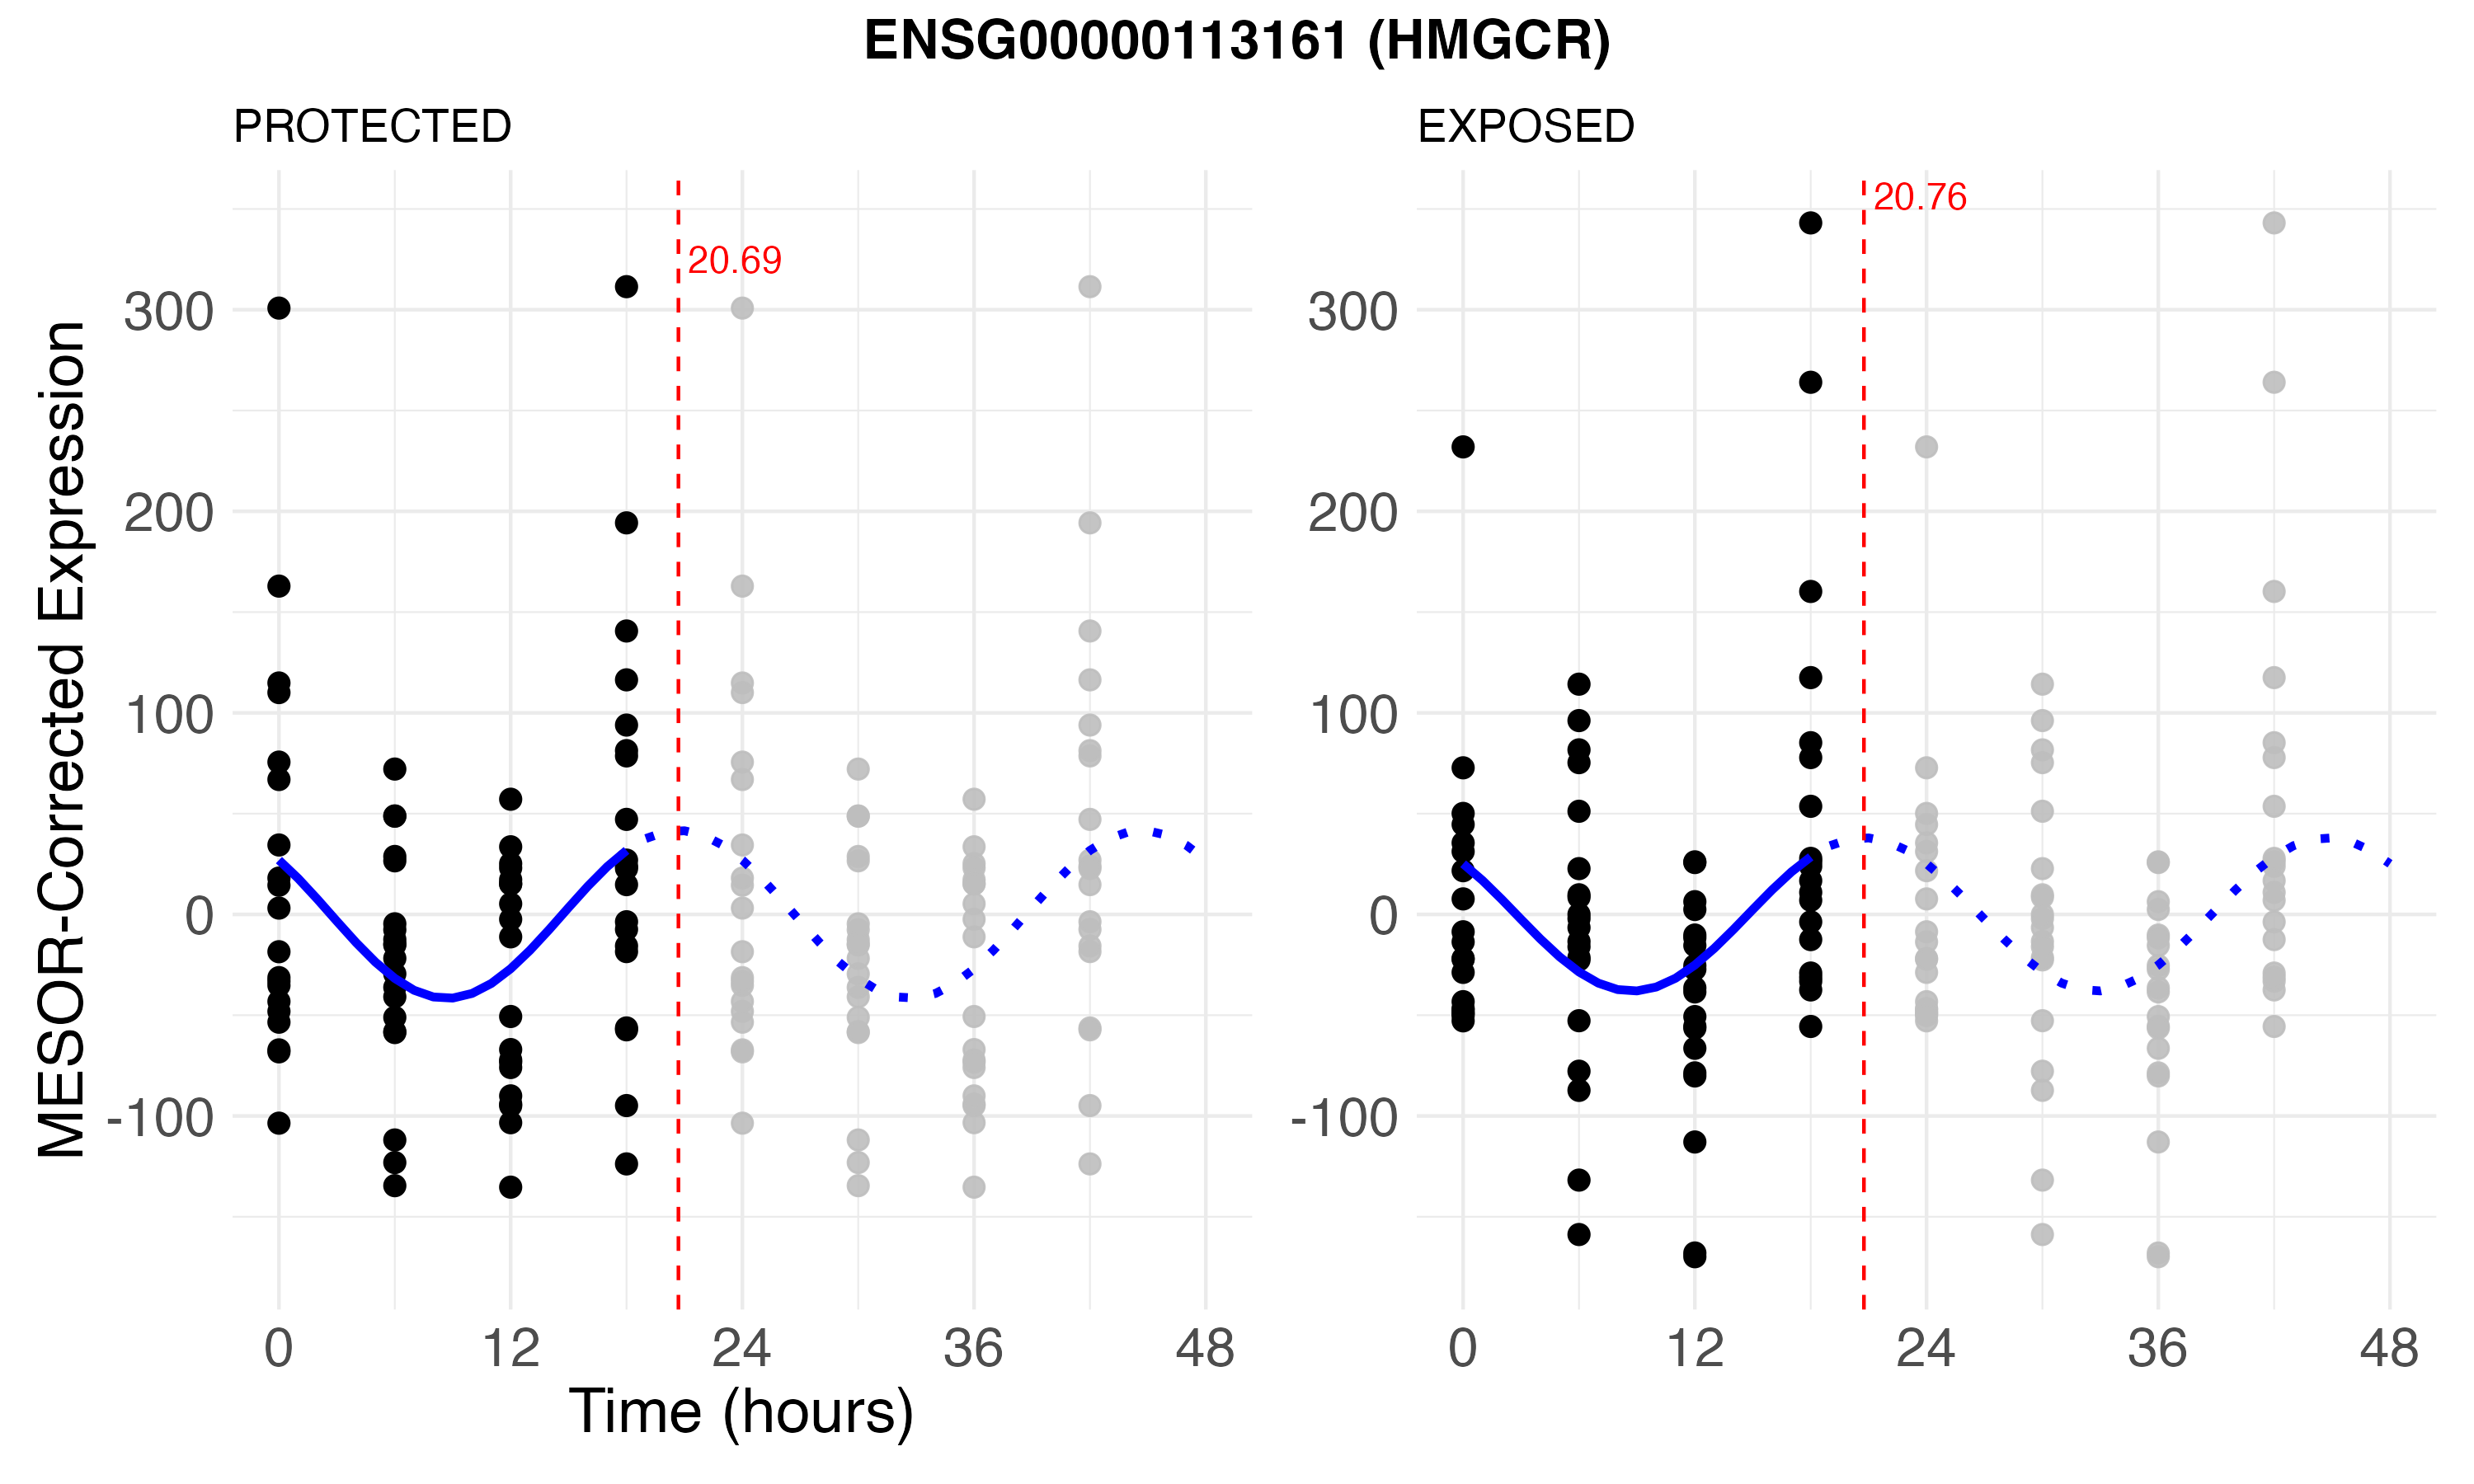 ENSG00000113161 (HMGCR)
PROTECTED
EXPOSED
MESOR-Corrected Expression
300
200
100
0
-100
20.69
0 12 24 36 48
Time (hours)
300
200
100
0
-100
20.76
0 12 24 36 48